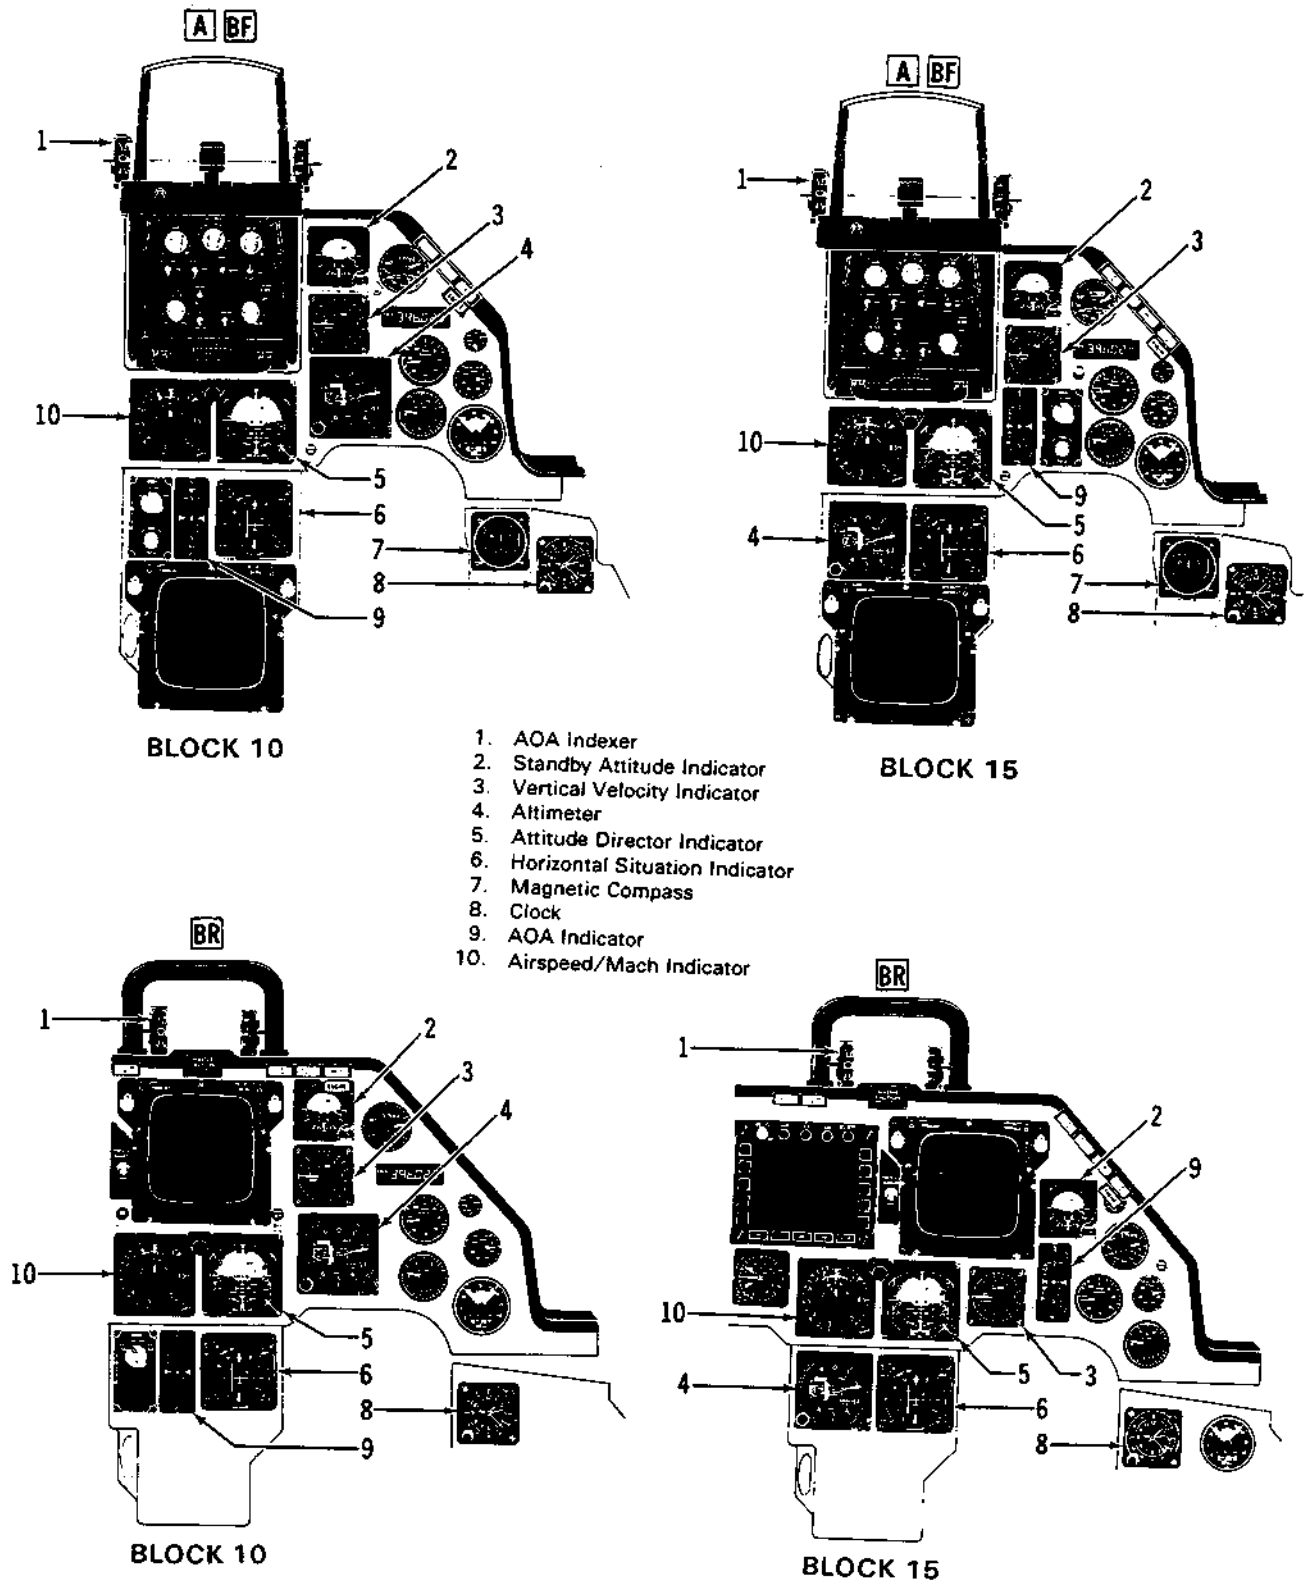 A BF
A BF
1
2
3
4
10
5
6
7
8
9
39602
BLOCK 10
1
2
3
10
9
5
4
6
7
8
39602
BLOCK 15
1. AOA Indexer
2. Standby Attitude Indicator
3. Vertical Velocity Indicator
4. Altimeter
5. Attitude Director Indicator
6. Horizontal Situation Indicator
7. Magnetic Compass
8. Clock
9. AOA Indicator
10. Airspeed/Mach Indicator
BR
1
2
3
4
10
5
6
8
9
39602
BLOCK 10
BR
1
2
9
10
5
3
4
6
8
BLOCK 15